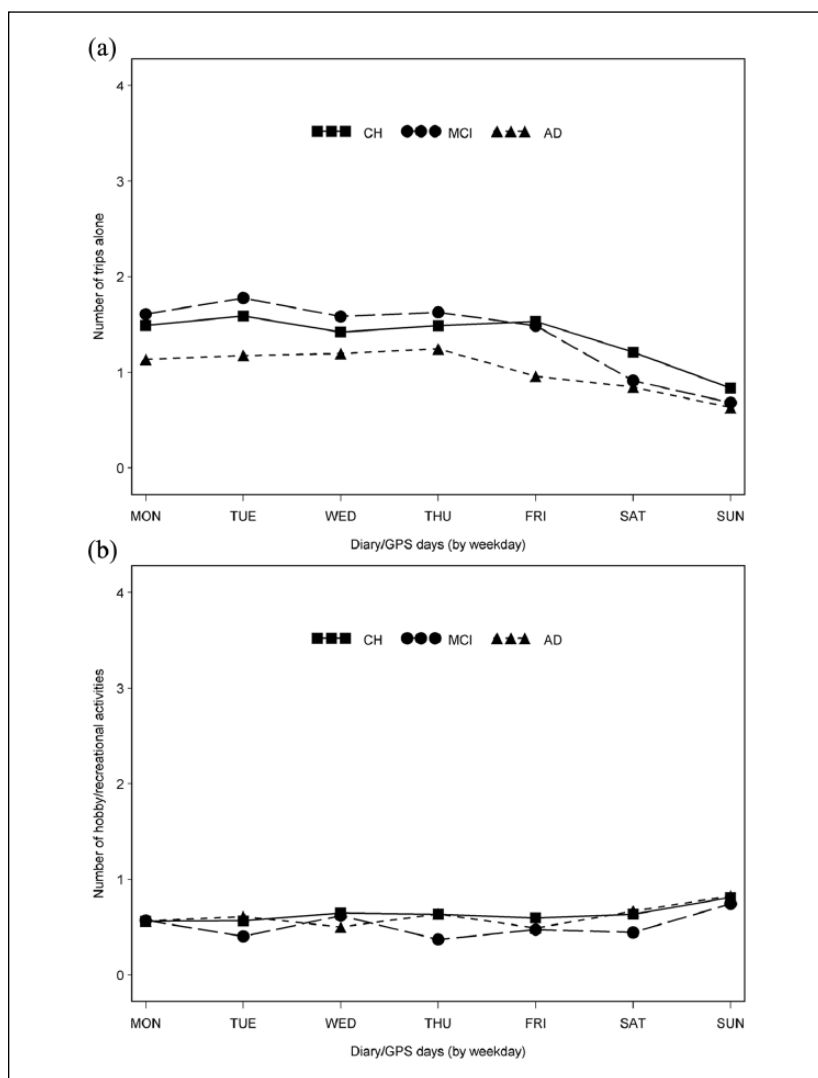 (a)
4
CH MCI AD
3
Number of trips alone
2
1
0
MON TUE WED THU FRI SAT SUN
Diary/GPS days (by weekday)
(b)
4
CH MCI AD
3
Number of hobby/recreational activities
2
1
0
MON TUE WED THU FRI SAT SUN
Diary/GPS days (by weekday)